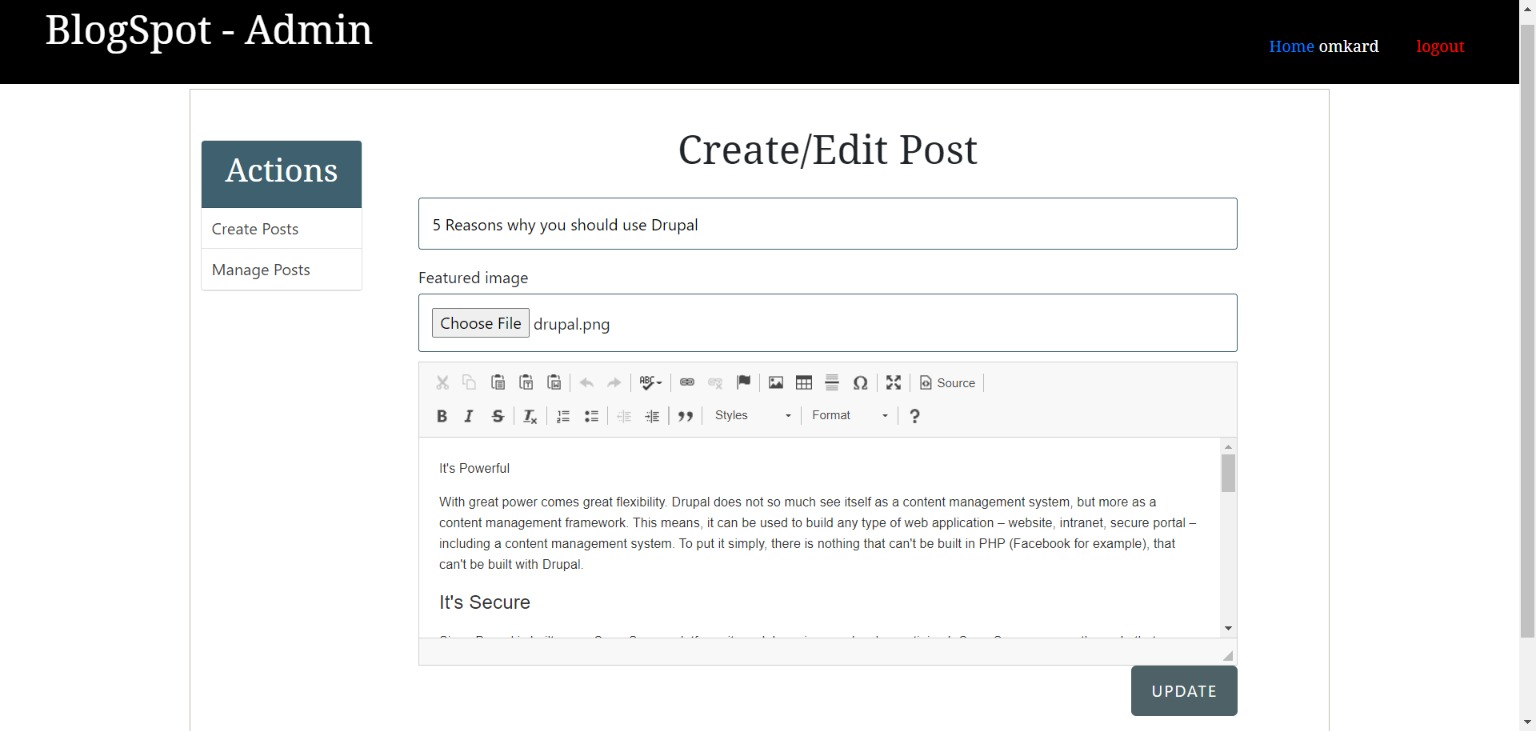 BlogSpot - Admin
Home omkard logout
Actions
Create Posts
Manage Posts
Create/Edit Post
5 Reasons why you should use Drupal
Featured image
Choose File drupal.png
ABC
Source
B I S Tx
Styles Format ?
It's Powerful
With great power comes great flexibility. Drupal does not so much see itself as a content management system, but more as a
content management framework. This means, it can be used to build any type of web application – website, intranet, secure portal –
including a content management system. To put it simply, there is nothing that can't be built in PHP (Facebook for example), that
can't be built with Drupal.
It's Secure
UPDATE